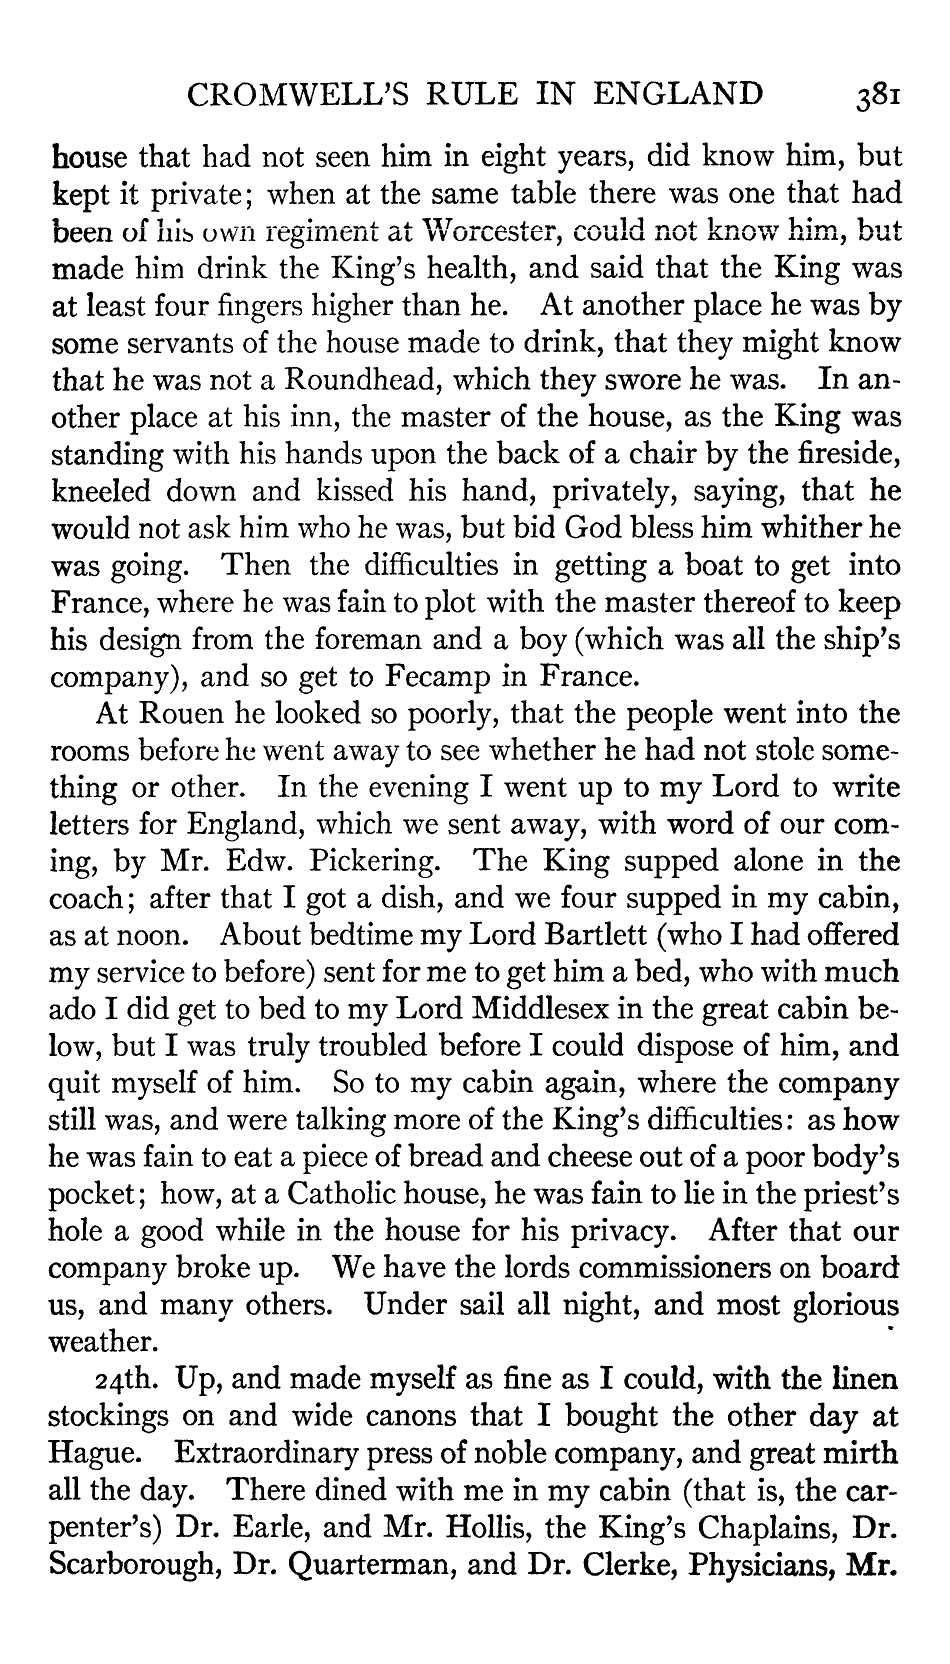 CROMWELL'S RULE IN ENGLAND 381
house that had not seen him in eight years, did know him, but
kept it private; when at the same table there was one that had
been of his own regiment at Worcester, could not know him, but
made him drink the King's health, and said that the King was
at least four fingers higher than he. At another place he was by
some servants of the house made to drink, that they might know
that he was not a Roundhead, which they swore he was. In an-
other place at his inn, the master of the house, as the King was
standing with his hands upon the back of a chair by the fireside,
kneeled down and kissed his hand, privately, saying, that he
would not ask him who he was, but bid God bless him whither he
was going. Then the difficulties in getting a boat to get into
France, where he was fain to plot with the master thereof to keep
his design from the foreman and a boy (which was all the ship's
company), and so get to Fecamp in France.
At Rouen he looked so poorly, that the people went into the
rooms before he went away to see whether he had not stole some-
thing or other. In the evening I went up to my Lord to write
letters for England, which we sent away, with word of our com-
ing, by Mr. Edw. Pickering. The King supped alone in the
coach; after that I got a dish, and we four supped in my cabin,
as at noon. About bedtime my Lord Bartlett (who I had offered
my service to before) sent for me to get him a bed, who with much
ado I did get to bed to my Lord Middlesex in the great cabin be-
low, but I was truly troubled before I could dispose of him, and
quit myself of him. So to my cabin again, where the company
still was, and were talking more of the King's difficulties: as how
he was fain to eat a piece of bread and cheese out of a poor body's
pocket; how, at a Catholic house, he was fain to lie in the priest's
hole a good while in the house for his privacy. After that our
company broke up. We have the lords commissioners on board
us, and many others. Under sail all night, and most glorious
weather.
24th. Up, and made myself as fine as I could, with the linen
stockings on and wide canons that I bought the other day at
Hague. Extraordinary press of noble company, and great mirth
all the day. There dined with me in my cabin (that is, the car-
penter's) Dr. Earle, and Mr. Hollis, the King's Chaplains, Dr.
Scarborough, Dr. Quarterman, and Dr. Clerke, Physicians, Mr.